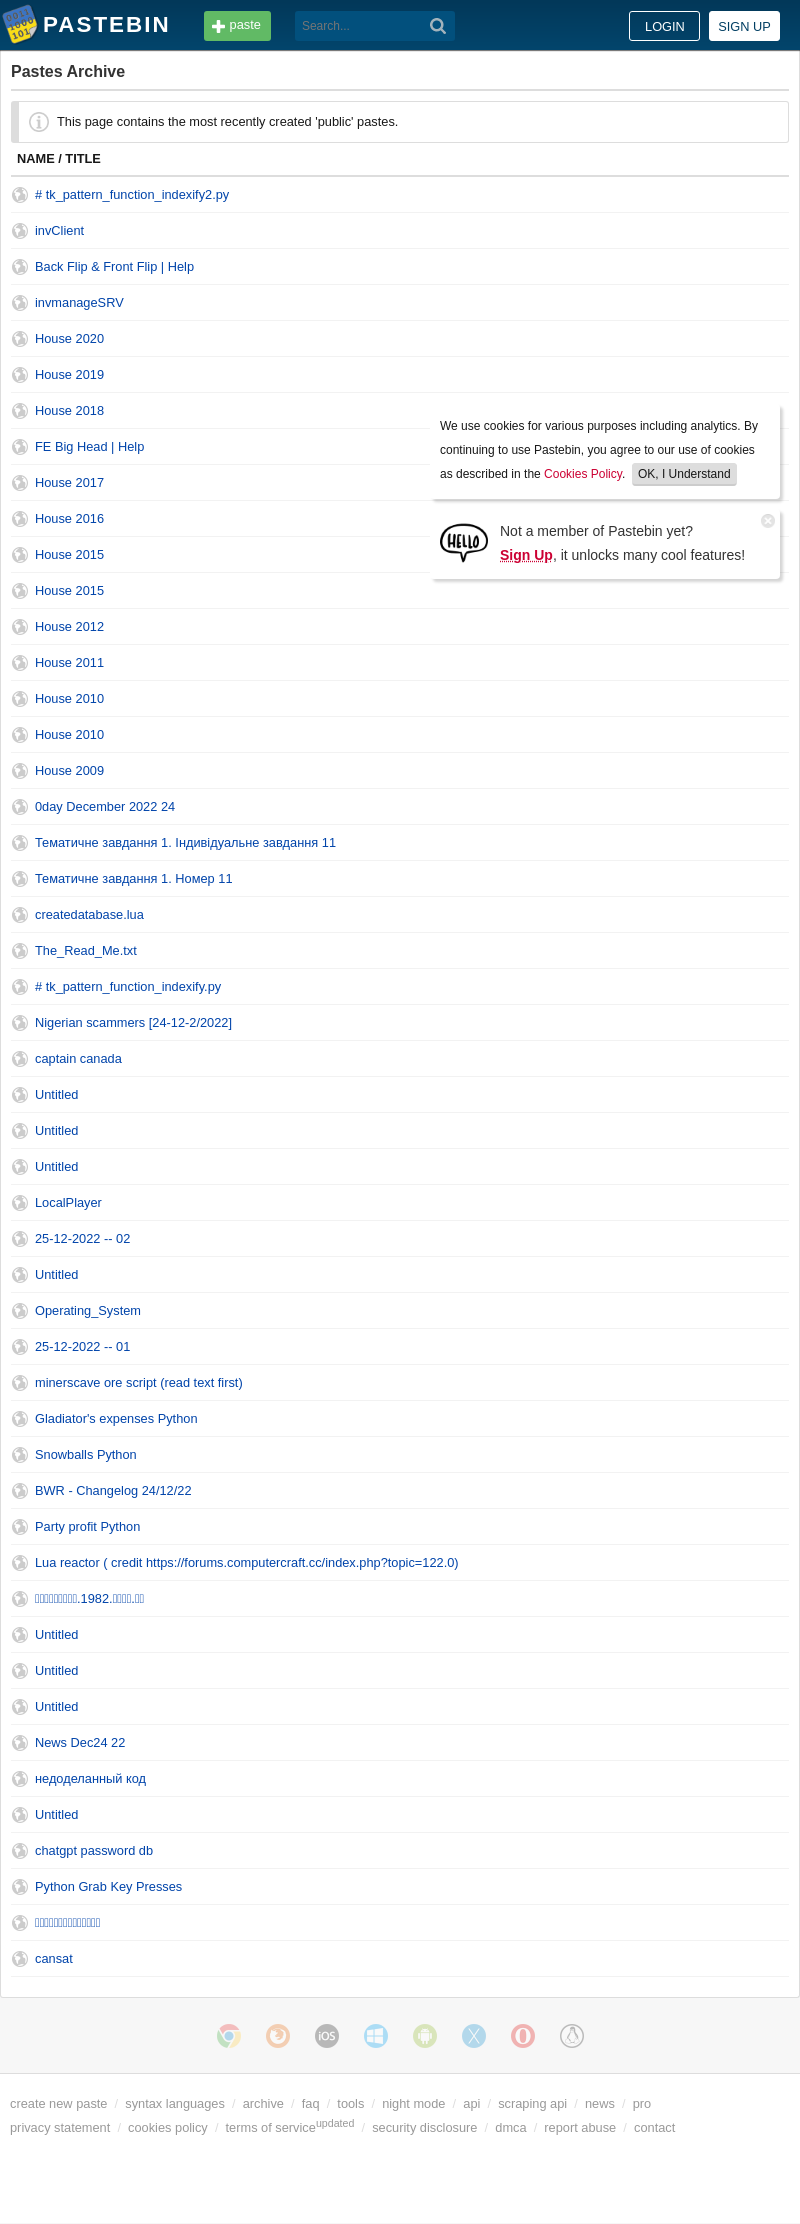 PASTEBIN
paste
Search...
LOGIN
SIGN UP
Pastes Archive
This page contains the most recently created 'public' pastes.
NAME / TITLE
# tk_pattern_function_indexify2.py
invClient
Back Flip & Front Flip | Help
invmanageSRV
House 2020
House 2019
House 2018
FE Big Head | Help
House 2017
House 2016
House 2015
House 2015
We use cookies for various purposes including analytics. By
continuing to use Pastebin, you agree to our use of cookies
as described in the Cookies Policy. OK, I Understand
HELLO
Not a member of Pastebin yet?
Sign Up, it unlocks many cool features!
House 2012
House 2011
House 2010
House 2010
House 2009
0day December 2022 24
Тематичне завдання 1. Індивідуальне завдання 11
Тематичне завдання 1. Номер 11
createdatabase.lua
The_Read_Me.txt
# tk_pattern_function_indexify.py
Nigerian scammers [24-12-2/2022]
captain canada
Untitled
Untitled
Untitled
LocalPlayer
25-12-2022 -- 02
Untitled
Operating_System
25-12-2022 -- 01
minerscave ore script (read text first)
Gladiator's expenses Python
Snowballs Python
BWR - Changelog 24/12/22
Party profit Python
Lua reactor ( credit https://forums.computercraft.cc/index.php?topic=122.0)
.1982.
Untitled
Untitled
Untitled
News Dec24 22
недоделанный код
Untitled
chatgpt password db
Python Grab Key Presses
cansat
iOS
create new paste / syntax languages / archive / faq / tools / night mode / api / scraping api / news / pro
privacy statement / cookies policy / terms of service updated / security disclosure / dmca / report abuse / contact